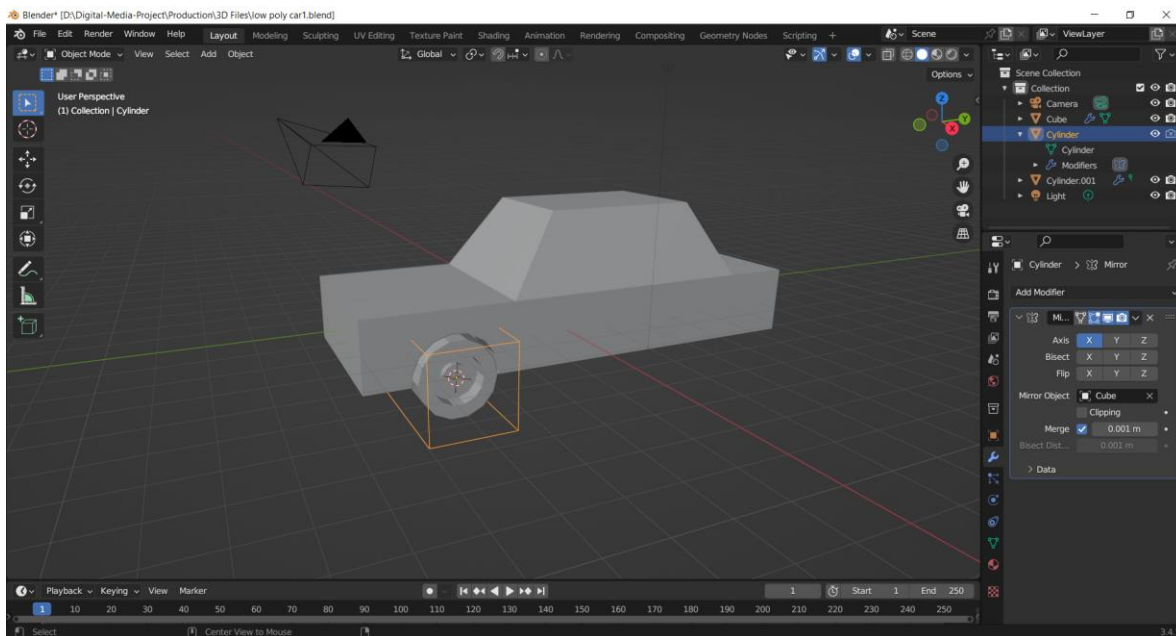 Blender* [D:\Digital-Media-Project\Production\3D Files\low poly car1.blend]
File Edit Render Window Help Layout Modeling Sculpting UV Editing Texture Paint Shading Animation Rendering Compositing Geometry Nodes Scripting + Scene ViewLayer
Object Mode View Select Add Object Global
Options
User Perspective
(1) Collection | Cylinder
Z
Y
X
Scene Collection
Collection
Camera
Cube
Cylinder
Cylinder
Modifiers
Cylinder.001
Light
Cylinder > Mirror
Add Modifier
Mi...
Axis X Y Z
Bisect X Y Z
Flip X Y Z
Mirror Object Cube
Clipping
Merge 0.001 m
Bisect Dist... 0.001 m
Data
Playback Keying View Marker 1 Start 1 End 250
1 10 20 30 40 50 60 70 80 90 100 110 120 130 140 150 160 170 180 190 200 210 220 230 240 250
Select Center View to Mouse